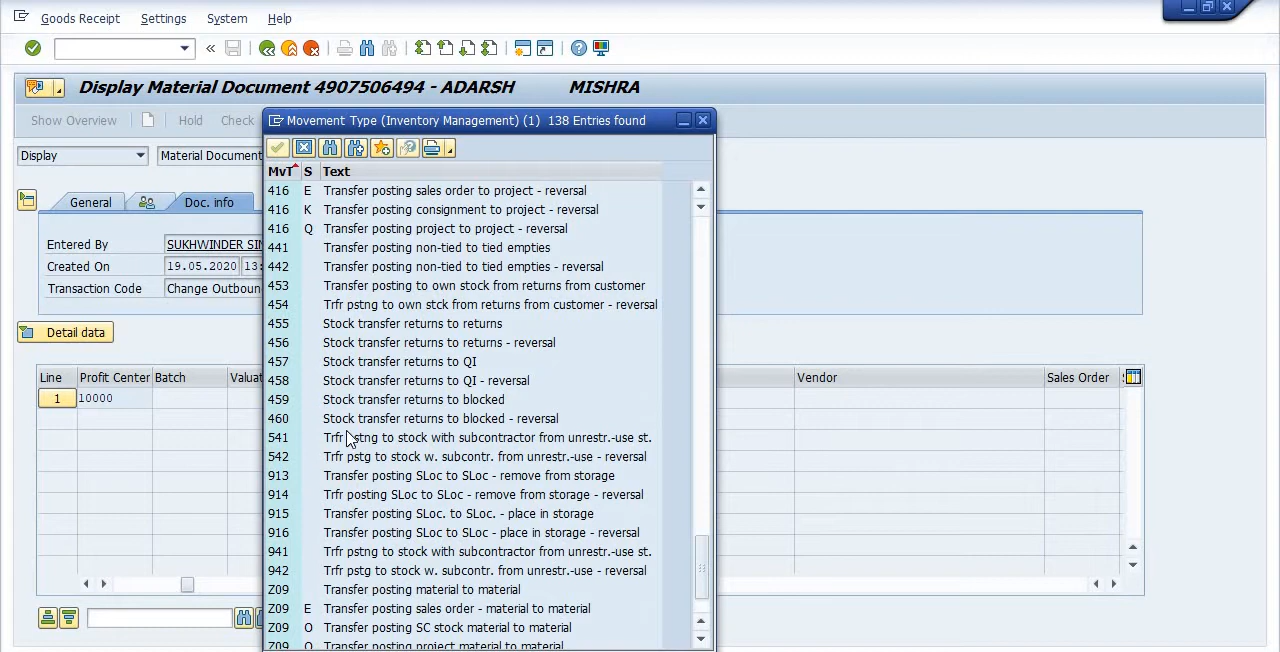 Goods Receipt Settings System Help
Display Material Document 4907506494 - ADARSH MISHRA
Show Overview Hold Check
Movement Type (Inventory Management) (1) 138 Entries found
Display Material Document
General Doc. info
Entered By SUKHWINDER SIN
Created On 19.05.2020 13:
Transaction Code Change Outboun
Detail data
Line Profit Center Batch Valuat Vendor Sales Order
1 10000
MvT S Text
416 E Transfer posting sales order to project - reversal
416 K Transfer posting consignment to project - reversal
416 Q Transfer posting project to project - reversal
441 Transfer posting non-tied to tied empties
442 Transfer posting non-tied to tied empties - reversal
453 Transfer posting to own stock from returns from customer
454 Trfr pstng to own stck from returns from customer - reversal
455 Stock transfer returns to returns
456 Stock transfer returns to returns - reversal
457 Stock transfer returns to QI
458 Stock transfer returns to QI - reversal
459 Stock transfer returns to blocked
460 Stock transfer returns to blocked - reversal
541 Trfr pstng to stock with subcontractor from unrestr.-use st.
542 Trfr pstg to stock w. subcontr. from unrestr.-use - reversal
913 Transfer posting SLoc to SLoc - remove from storage
914 Trfr posting SLoc to SLoc - remove from storage - reversal
915 Transfer posting SLoc. to SLoc. - place in storage
916 Transfer posting SLoc to SLoc - place in storage - reversal
941 Trfr pstng to stock with subcontractor from unrestr.-use st.
942 Trfr pstg to stock w. subcontr. from unrestr.-use - reversal
Z09 Transfer posting material to material
Z09 E Transfer posting sales order - material to material
Z09 O Transfer posting SC stock material to material
Z09 Q Transfer posting project material to material